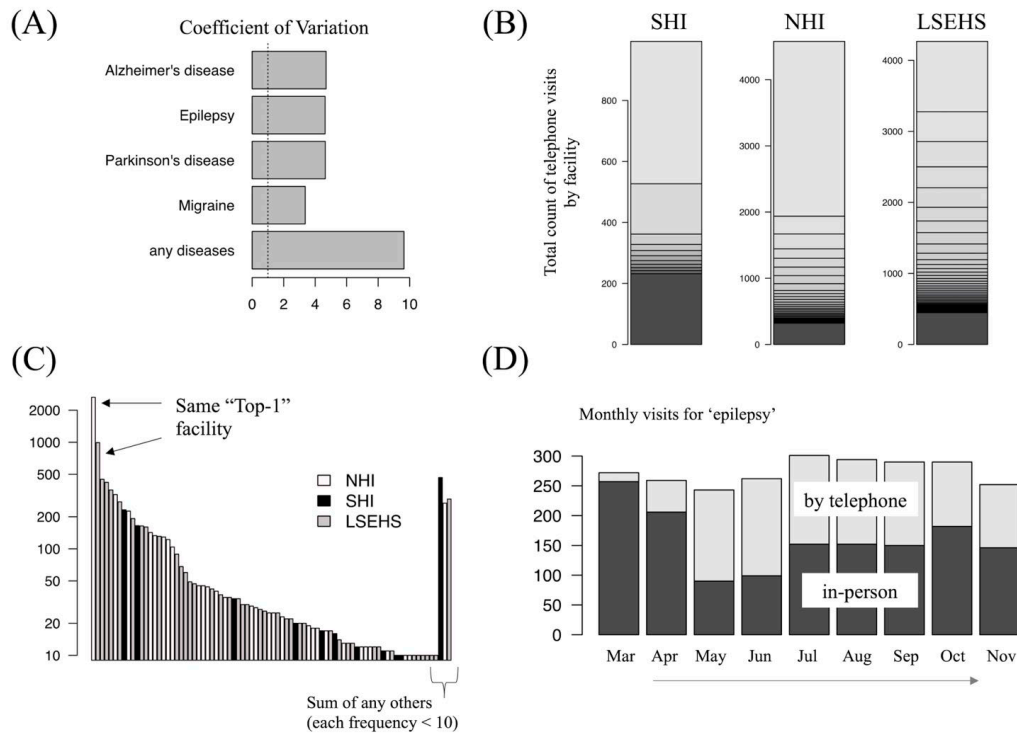 (A)
Coefficient of Variation
Alzheimer's disease
Epilepsy
Parkinson's disease
Migraine
any diseases
0 2 4 6 8 10
(B)
SHI NHI LSEHS
Total count of telephone visits
by facility
800
600
400
200
0
4000
3000
2000
1000
0
4000
3000
2000
1000
0
(C)
2000
1000
500
200
100
50
20
10
Same “Top-1”
facility
NHI
SHI
LSEHS
Sum of any others
(each frequency < 10)
(D)
Monthly visits for ‘epilepsy’
300
250
200
150
100
50
0
by telephone
in-person
Mar Apr May Jun Jul Aug Sep Oct Nov